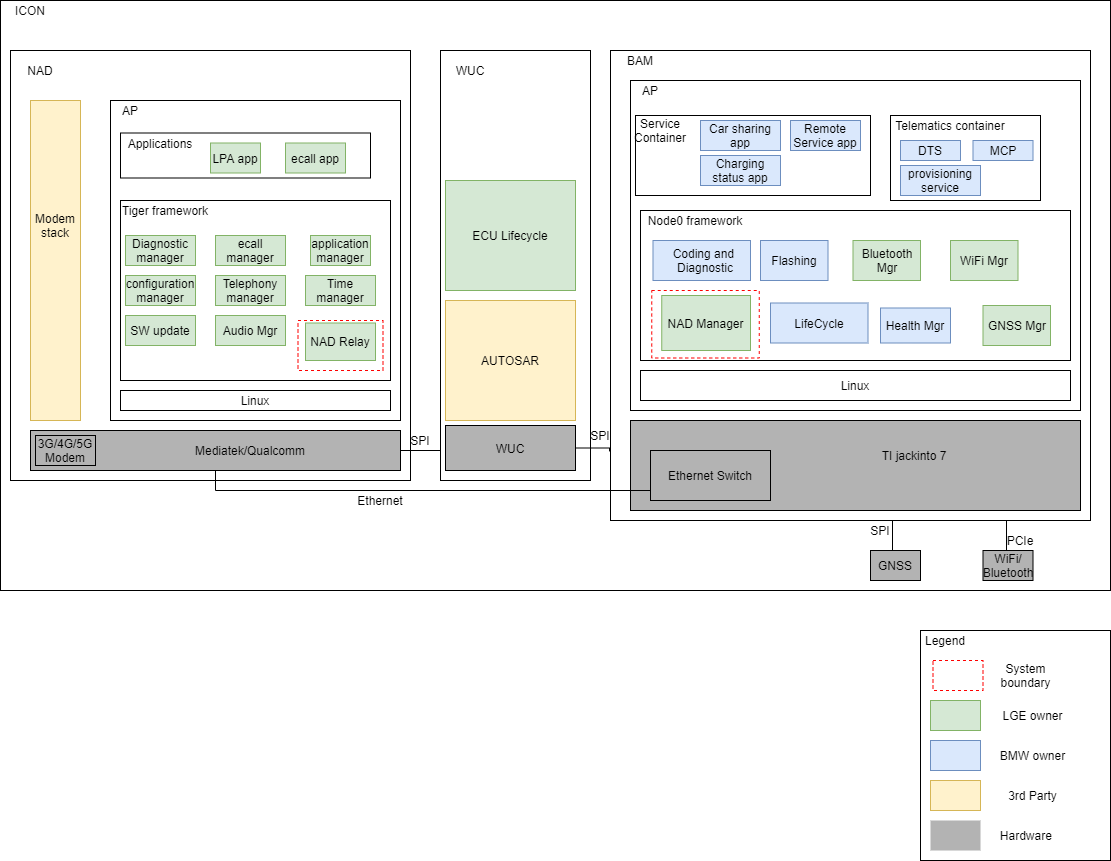 ICON
NAD
Modem
stack
AP
Applications
LPA app
ecall app
Tiger framework
Diagnostic
manager
ecall
manager
application
manager
configuration
manager
Telephony
manager
Time
manager
SW update
Audio Mgr
NAD Relay
Linux
3G/4G/5G
Modem
Mediatek/Qualcomm
SPI
WUC
ECU Lifecycle
AUTOSAR
WUC
SPI
Ethernet
BAM
AP
Service
Container
Car sharing
app
Remote
Service app
Charging
status app
Telematics container
DTS
MCP
provisioning
service
Node0 framework
Coding and
Diagnostic
Flashing
Bluetooth
Mgr
WiFi Mgr
NAD Manager
LifeCycle
Health Mgr
GNSS Mgr
Linux
TI jackinto 7
Ethernet Switch
SPI
PCIe
GNSS
WiFi/
Bluetooth
Legend
System
boundary
LGE owner
BMW owner
3rd Party
Hardware